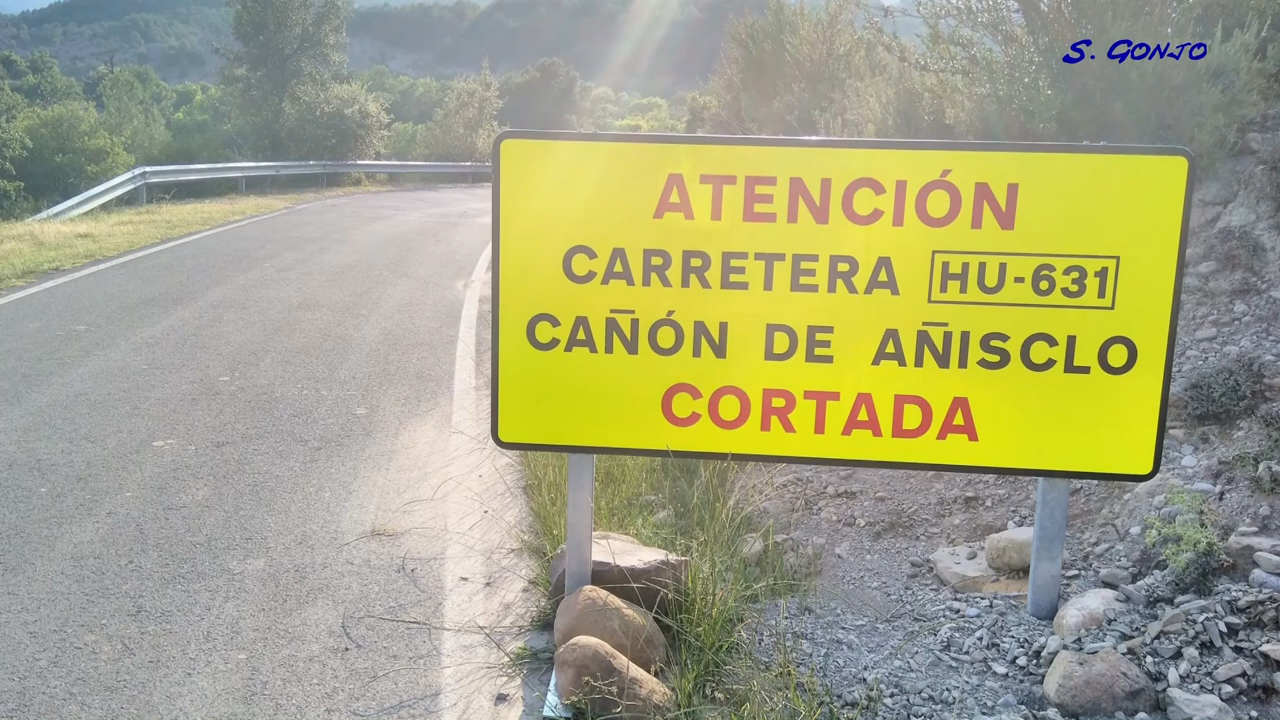 S. GONJO
ATENCIÓN
CARRETERA HU-631
CAÑÓN DE AÑISCLO
CORTADA